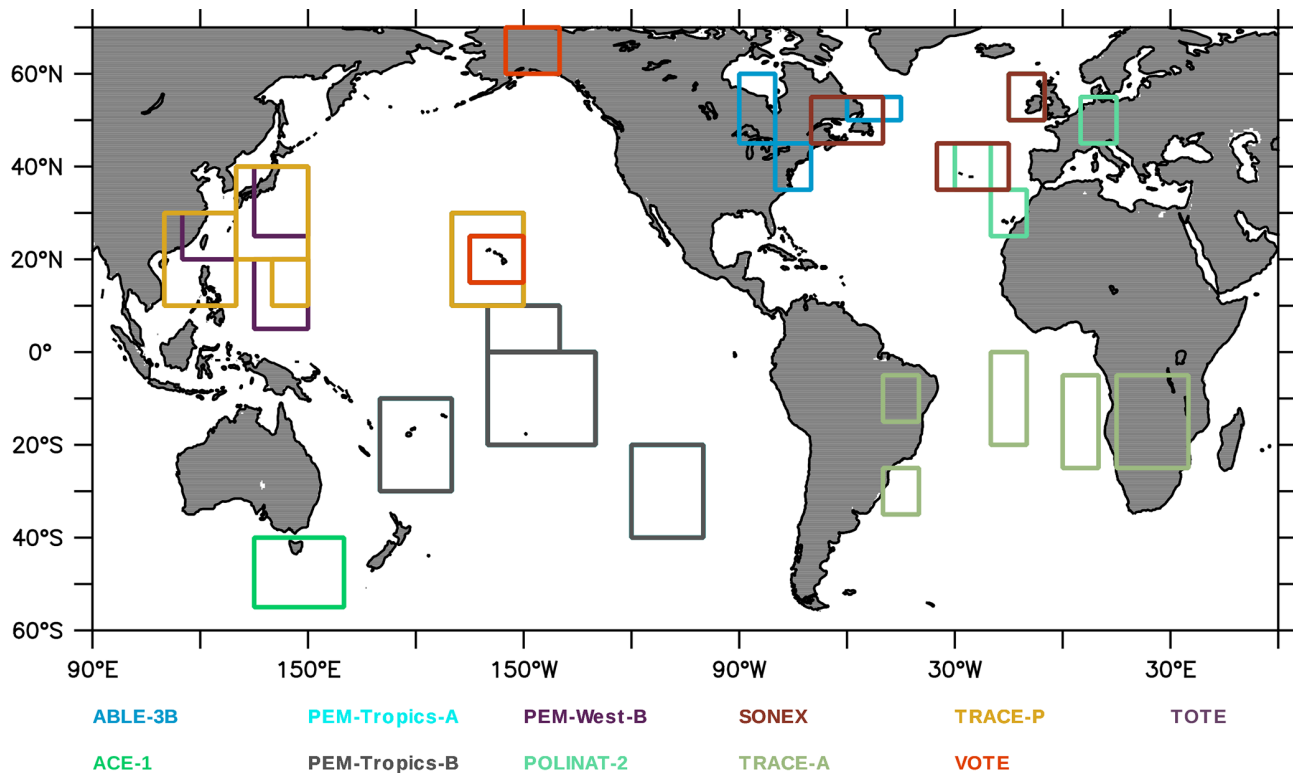 60°N
40°N
20°N
0°
20°S
40°S
60°S
90°E 150°E 150°W 90°W 30°W 30°E
ABLE-3B PEM-Tropics-A PEM-West-B SONEX TRACE-P TOTE
ACE-1 PEM-Tropics-B POLINAT-2 TRACE-A VOTE